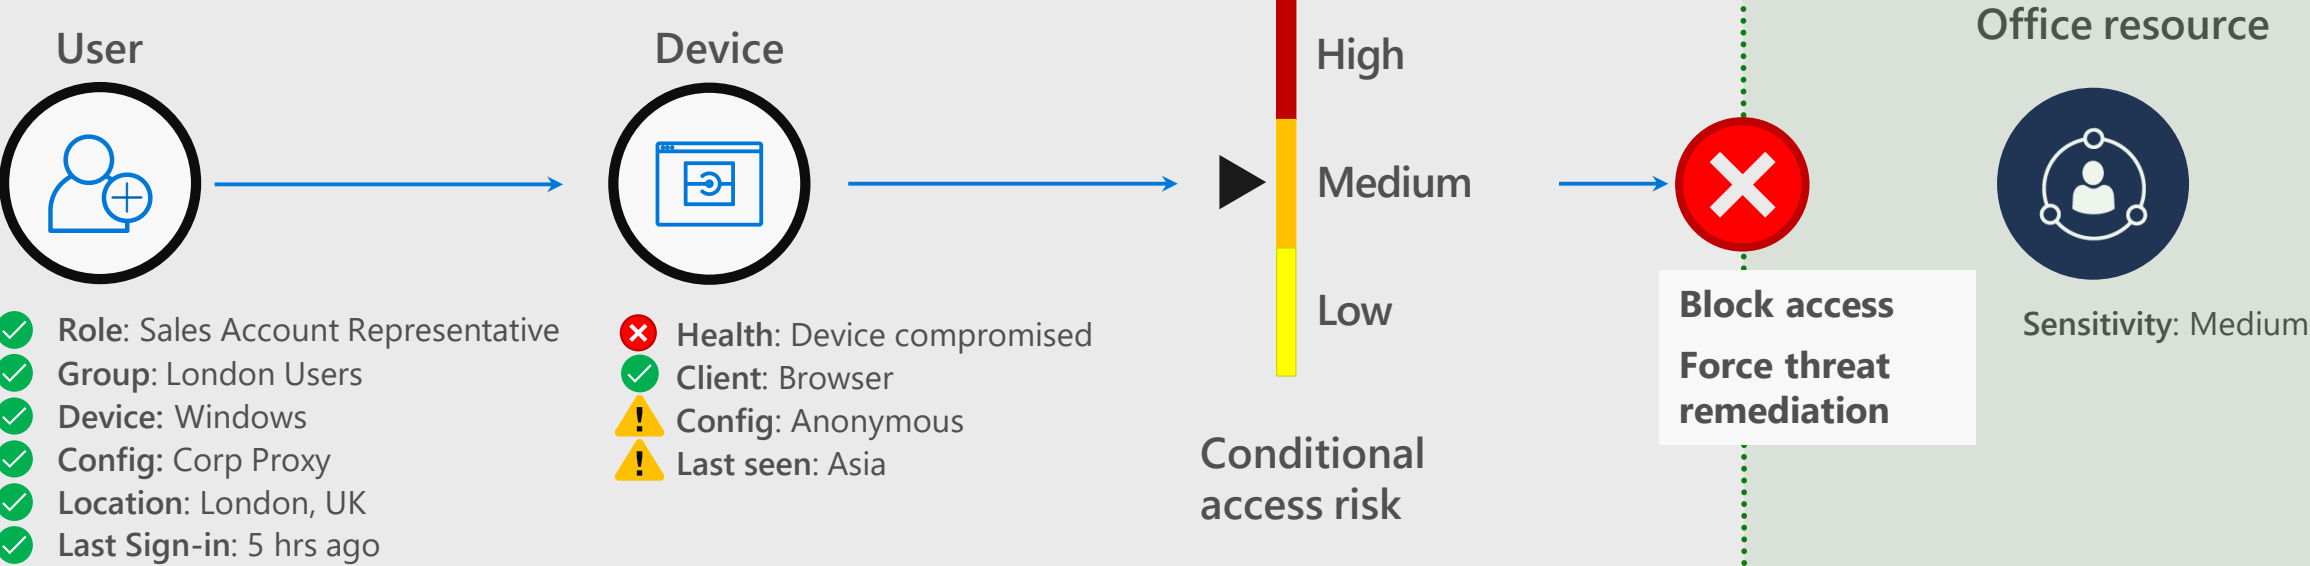 User
Role: Sales Account Representative
Group: London Users
Device: Windows
Config: Corp Proxy
Location: London, UK
Last Sign-in: 5 hrs ago
Device
Health: Device compromised
Client: Browser
Config: Anonymous
Last seen: Asia
High
Medium
Low
Conditional
access risk
Block access
Force threat
remediation
Office resource
Sensitivity: Medium